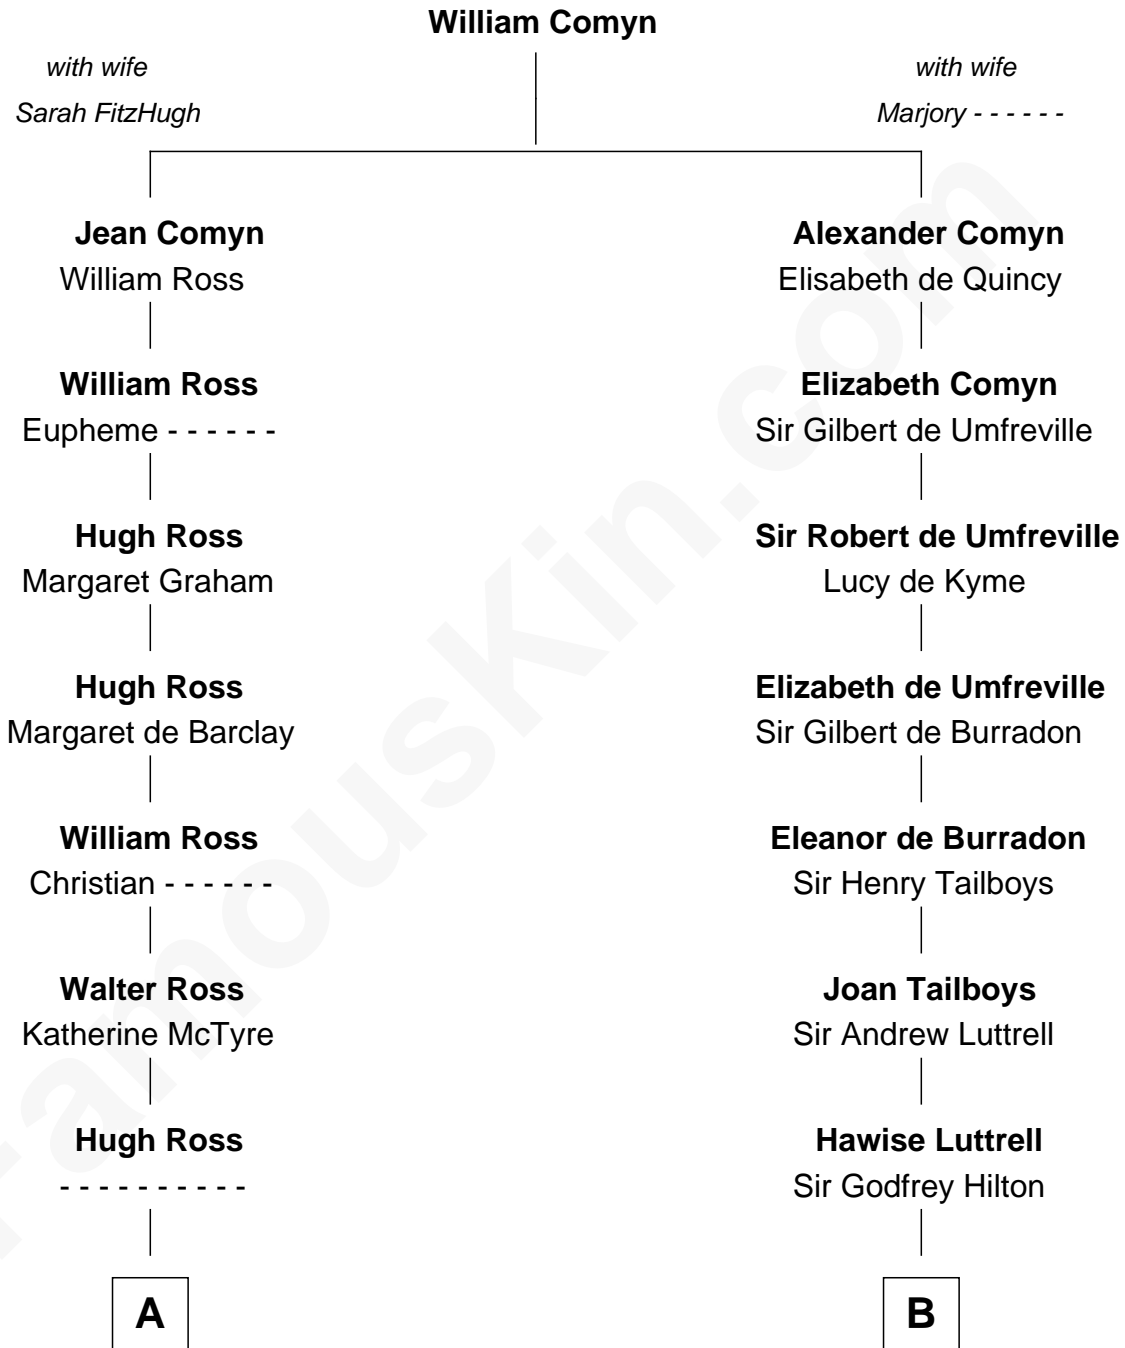 William Comyn
with wife
Sarah FitzHugh
with wife
Marjory - - - - - -
Jean Comyn
William Ross
Alexander Comyn
Elisabeth de Quincy
William Ross
Eupheme - - - - - -
Elizabeth Comyn
Sir Gilbert de Umfreville
Hugh Ross
Margaret Graham
Sir Robert de Umfreville
Lucy de Kyme
Hugh Ross
Margaret de Barclay
Elizabeth de Umfreville
Sir Gilbert de Burradon
William Ross
Christian - - - - - -
Eleanor de Burradon
Sir Henry Tailboys
Walter Ross
Katherine McTyre
Joan Tailboys
Sir Andrew Luttrell
Hugh Ross
- - - - - - - - - -
Hawise Luttrell
Sir Godfrey Hilton
A
B
FamousKin.com